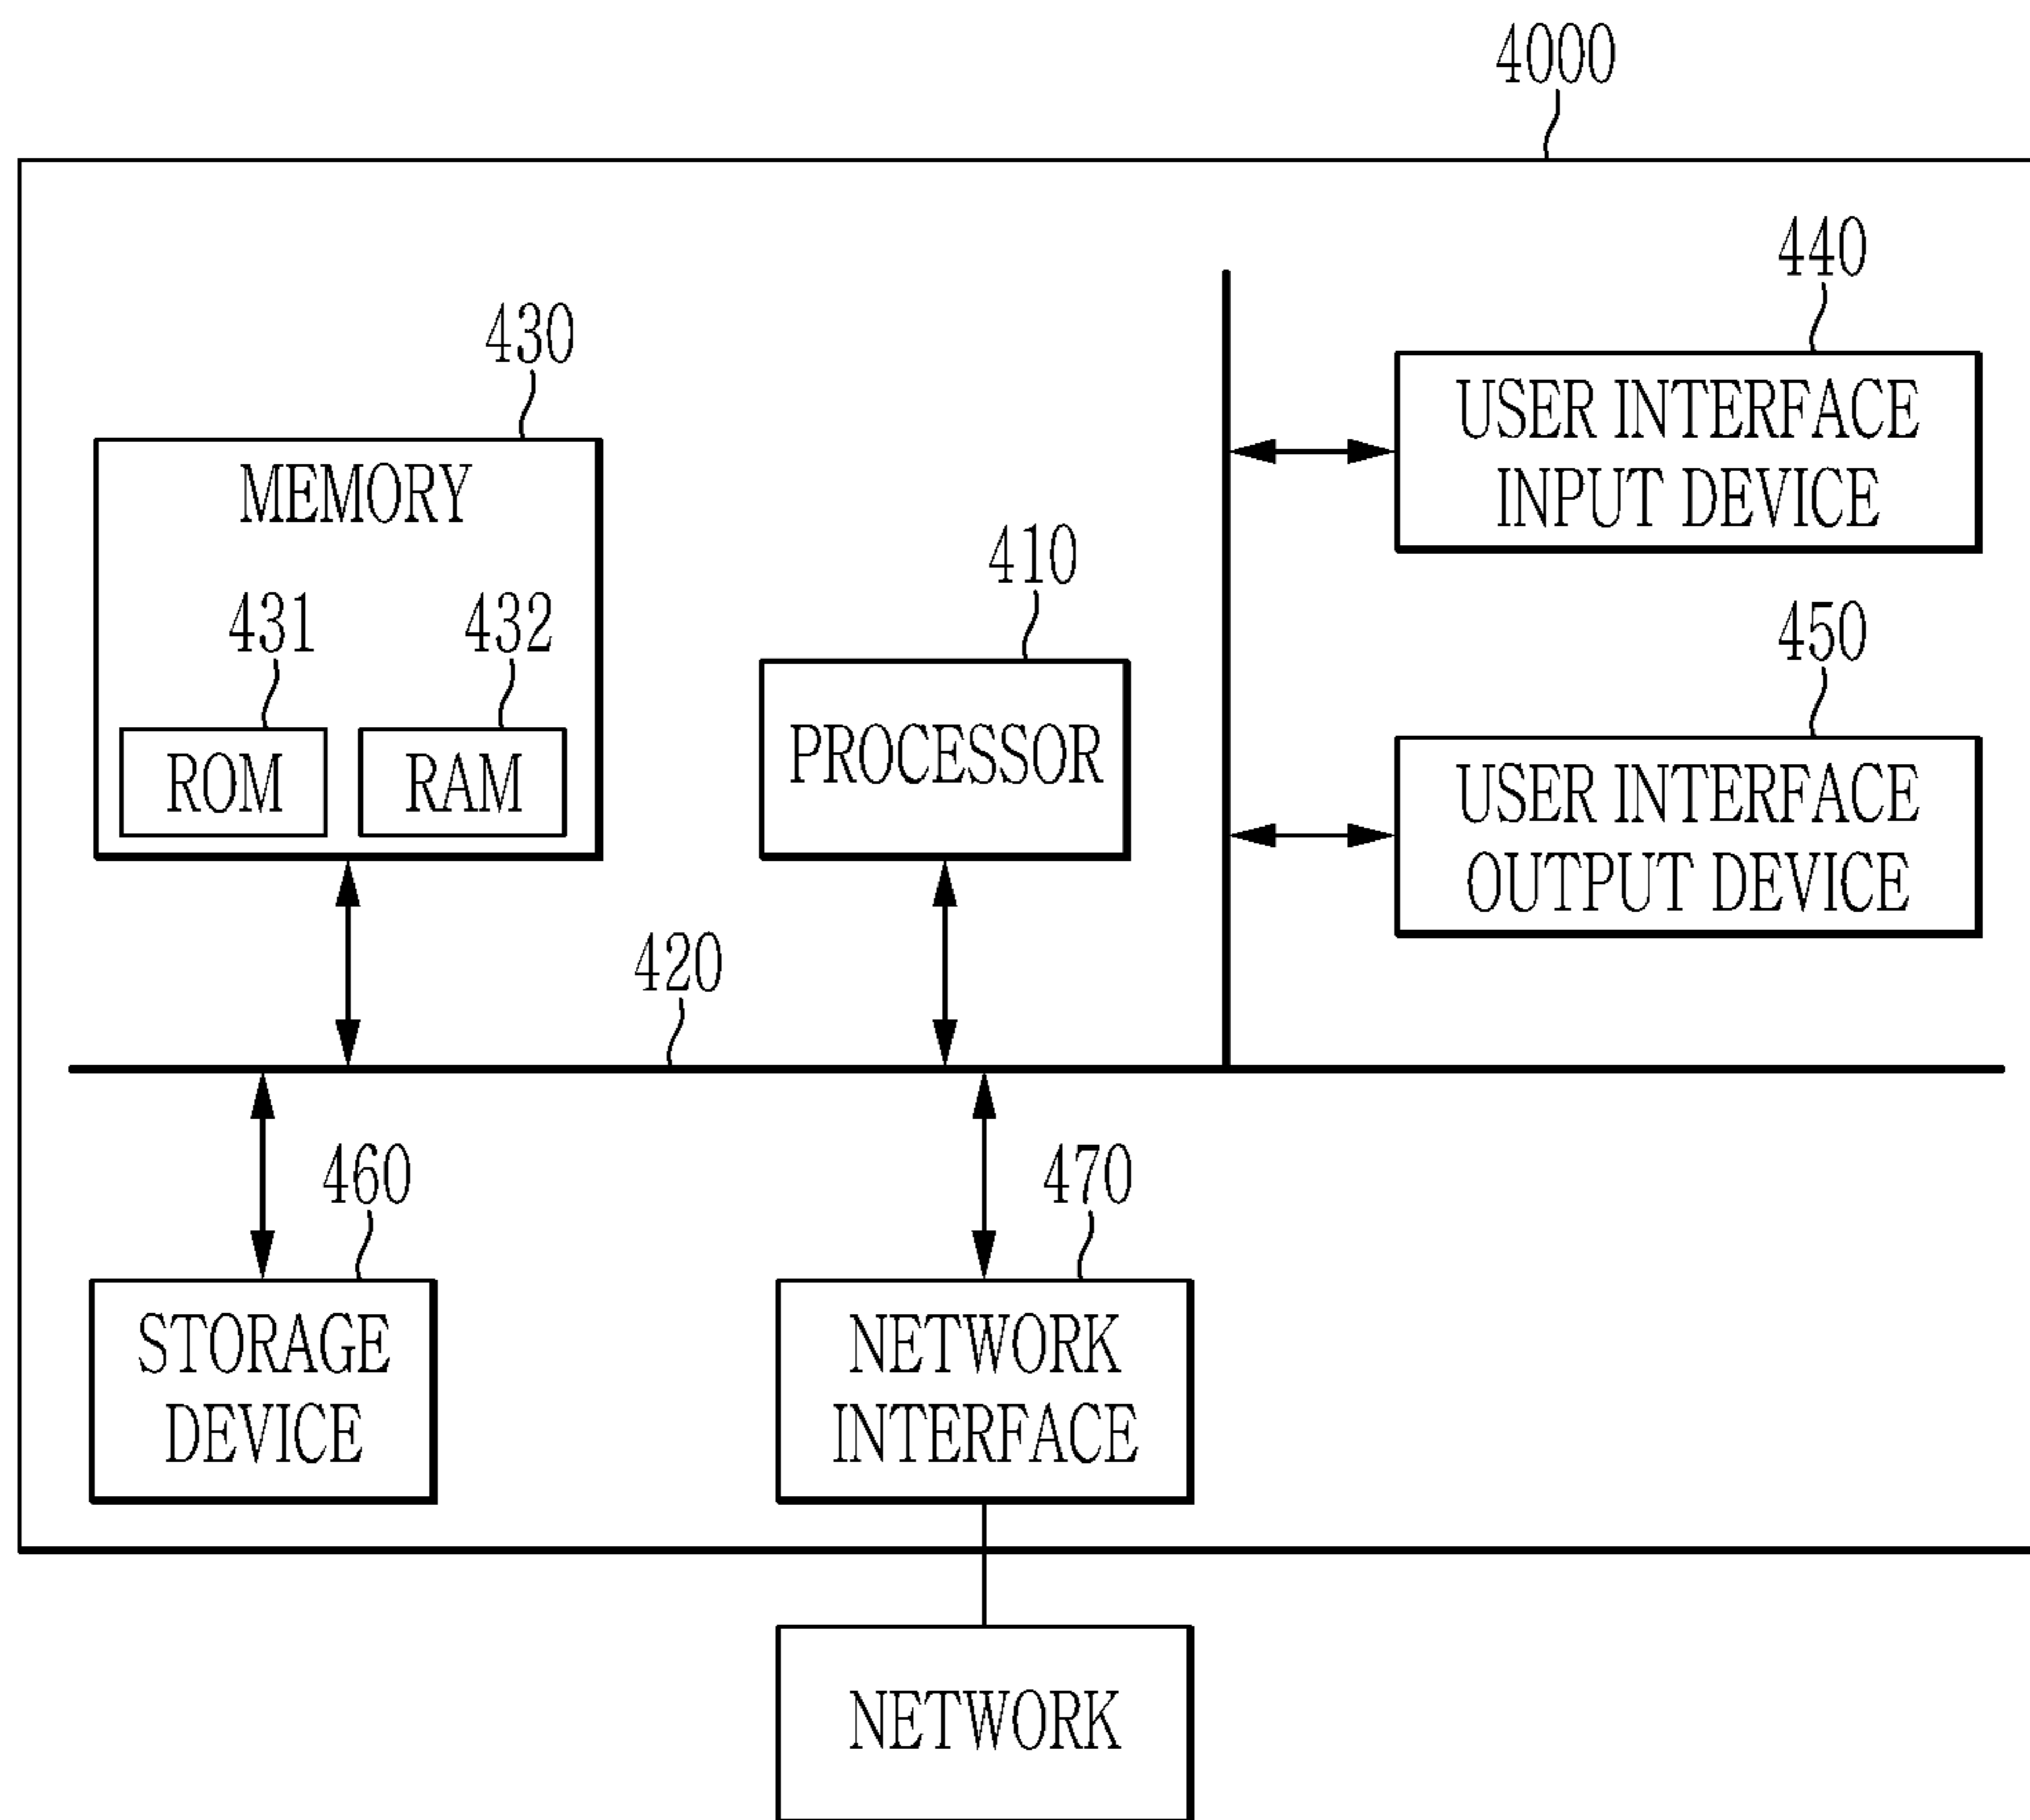 4000
440
430
USER INTERFACE
INPUT DEVICE
MEMORY
410
431
432
450
ROM
RAM
PROCESSOR
USER INTERFACE
OUTPUT DEVICE
420
460
470
STORAGE
DEVICE
NETWORK
INTERFACE
NETWORK